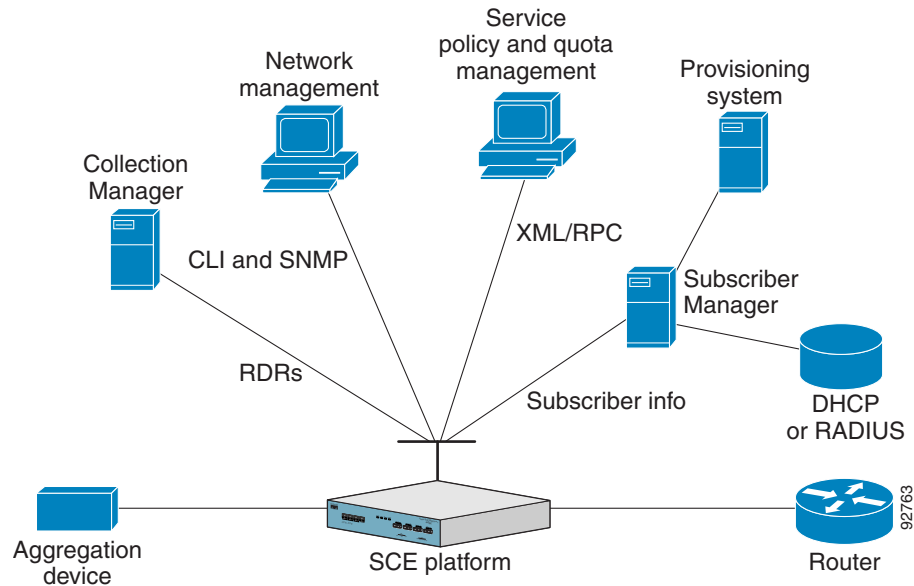 Service
policy and quota
management
Network
management
Provisioning
system
Collection
Manager
XML/RPC
CLI and SNMP
Subscriber
Manager
RDRs
Subscriber info
DHCP
or RADIUS
92763
Aggregation
device
SCE platform
Router